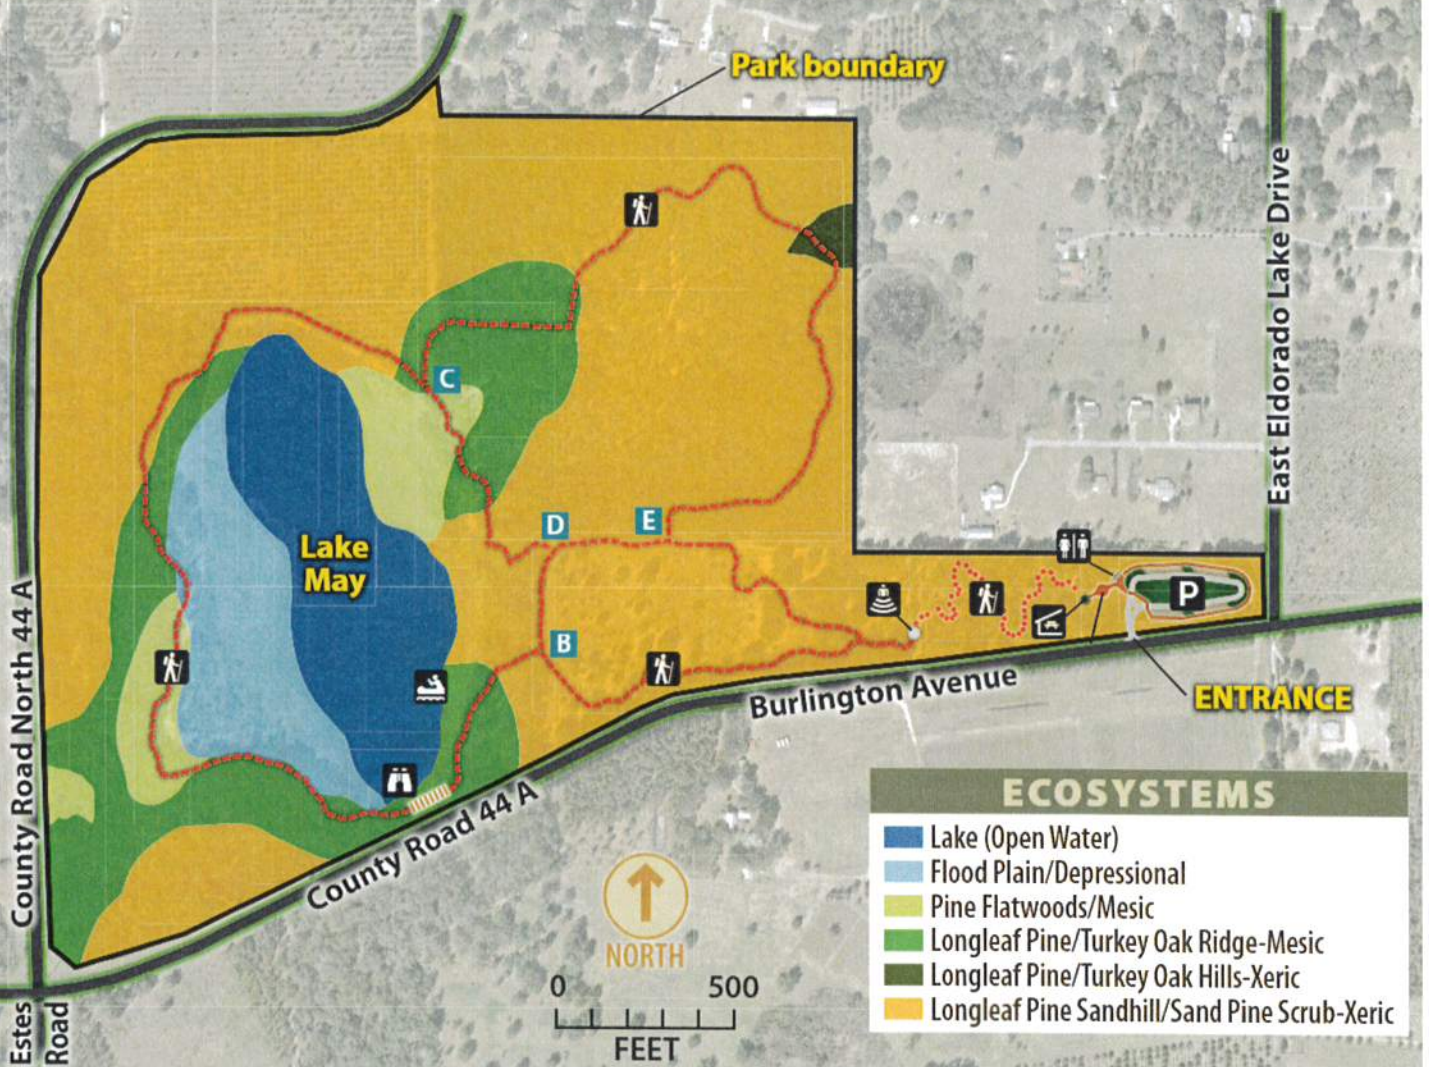 Park boundary
East Eldorado Lake Drive
C
D
E
Lake
May
B
P
Burlington Avenue
ENTRANCE
County Road North 44 A
County Road 44 A
NORTH
0 500
FEET
Estes
Road
ECOSYSTEMS
Lake (Open Water)
Flood Plain/Depressional
Pine Flatwoods/Mesic
Longleaf Pine/Turkey Oak Ridge-Mesic
Longleaf Pine/Turkey Oak Hills-Xeric
Longleaf Pine Sandhill/Sand Pine Scrub-Xeric